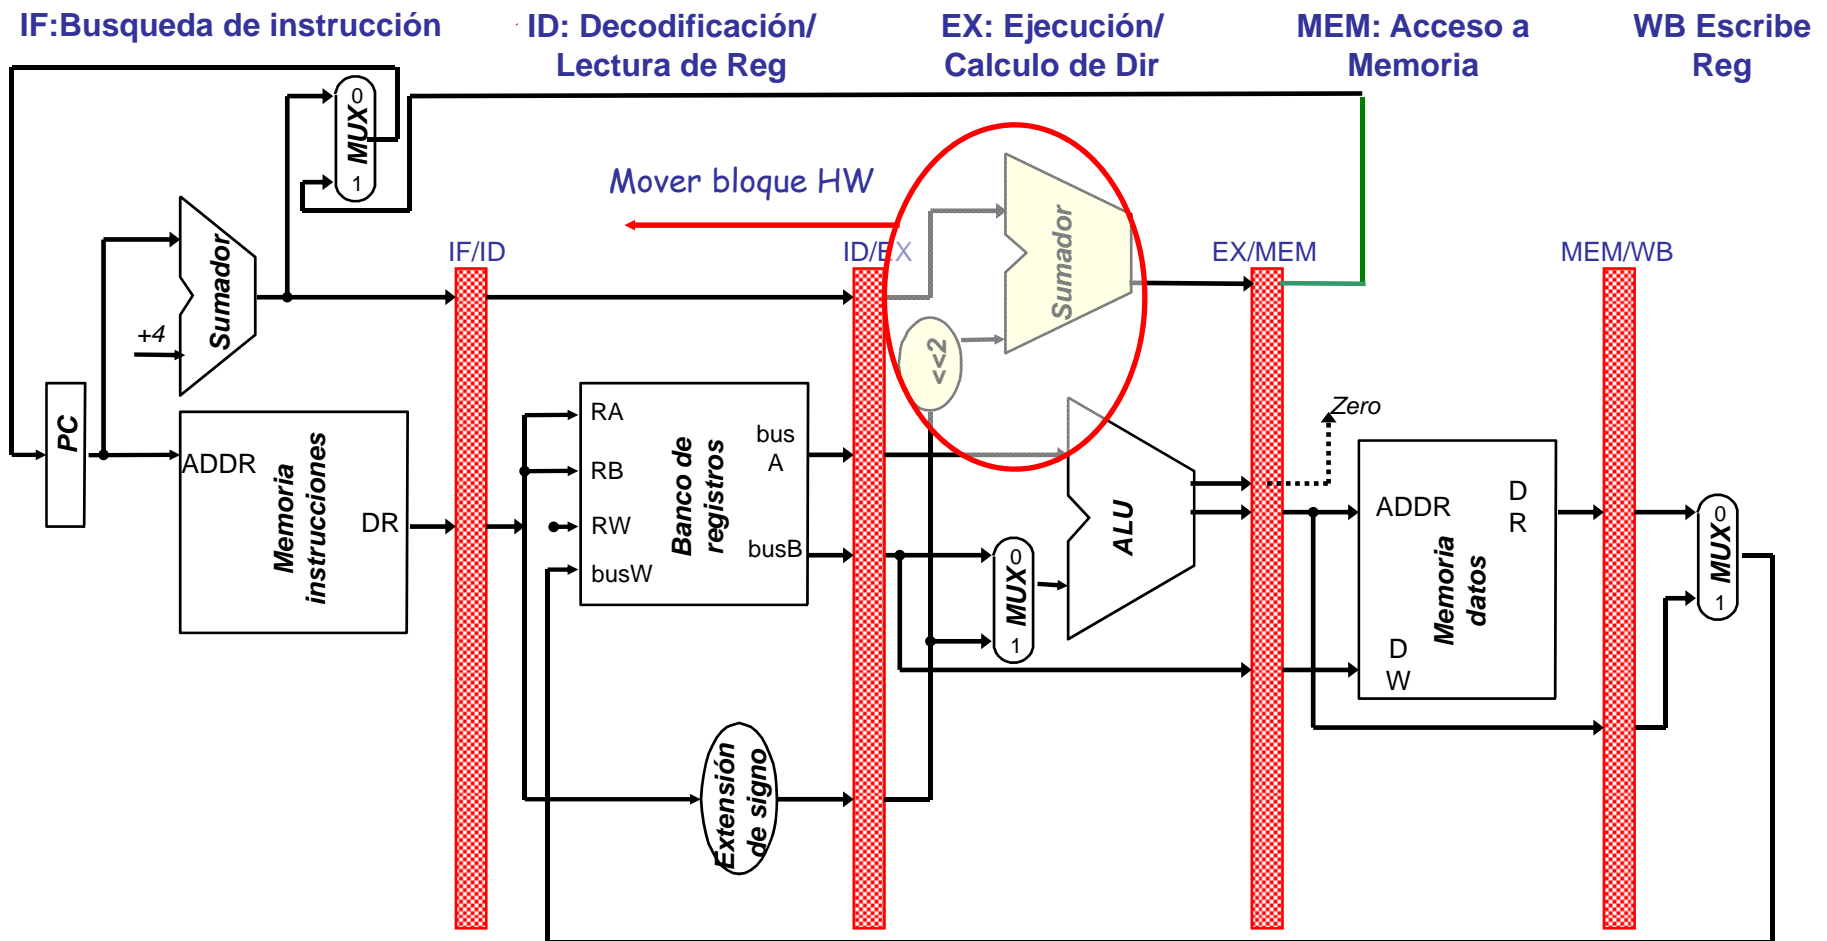 IF:Busqueda de instrucción
ID: Decodificación/
Lectura de Reg
EX: Ejecución/
Calculo de Dir
MEM: Acceso a
Memoria
WB Escribe
Reg
0
MUX
1
Mover bloque HW
Sumador
+4
IF/ID
ID/EX
Sumador
<<2
EX/MEM
MEM/WB
PC
ADDR
Memoria
instrucciones
DR
RA
RB
RW
busW
Banco de
registros
bus
A
busB
0
MUX
1
ALU
Zero
ADDR
D
R
Memoria
datos
D
W
0
MUX
1
Extensión
de signo